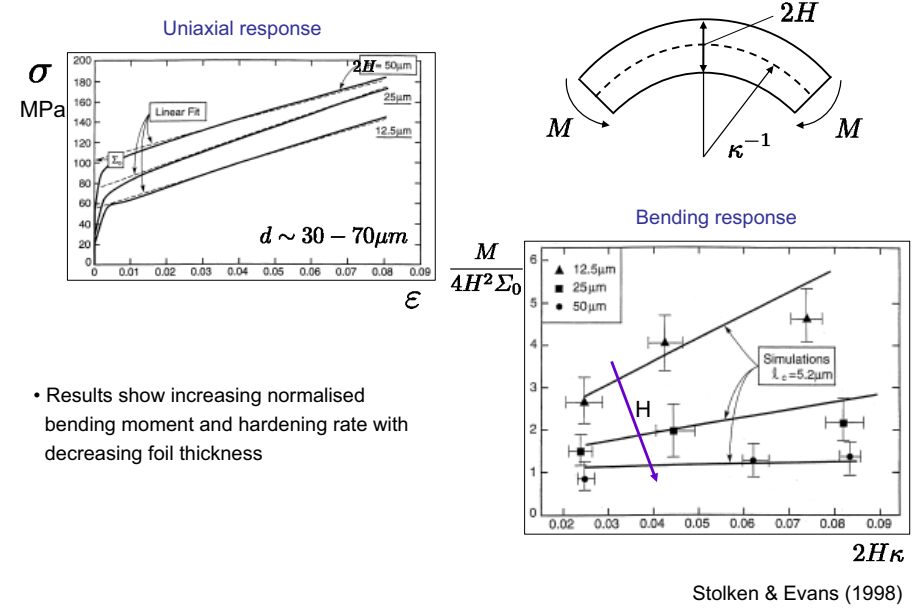 Uniaxial response
σ
MPa
200
180
160
140
120
100
80
60
40
20
0
0
0.01
0.02
0.03
0.04
0.05
0.06
0.07
0.08
0.09
2H = 50μm
25μm
12.5μm
Linear Fit
Σ₀
d ∼ 30 − 70μm
ε
2H
M
M
κ⁻¹
Bending response
M
4H²Σ₀
6
5
4
3
2
1
0
▲ 12.5μm
■ 25μm
● 50μm
Simulations
ℓ c=5.2μm
H
0.02
0.03
0.04
0.05
0.06
0.07
0.08
0.09
2Hκ
• Results show increasing normalised
bending moment and hardening rate with
decreasing foil thickness
Stolken & Evans (1998)